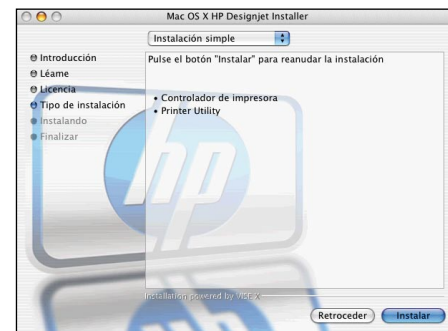 Mac OS X HP Designjet Installer
Instalación simple
Introducción
Léame
Licencia
Tipo de instalación
Instalando
Finalizar
Pulse el botón "Instalar" para reanudar la instalación
• Controlador de impresora
• Printer Utility
hp
Installation powered by VISE X
Retroceder
Instalar